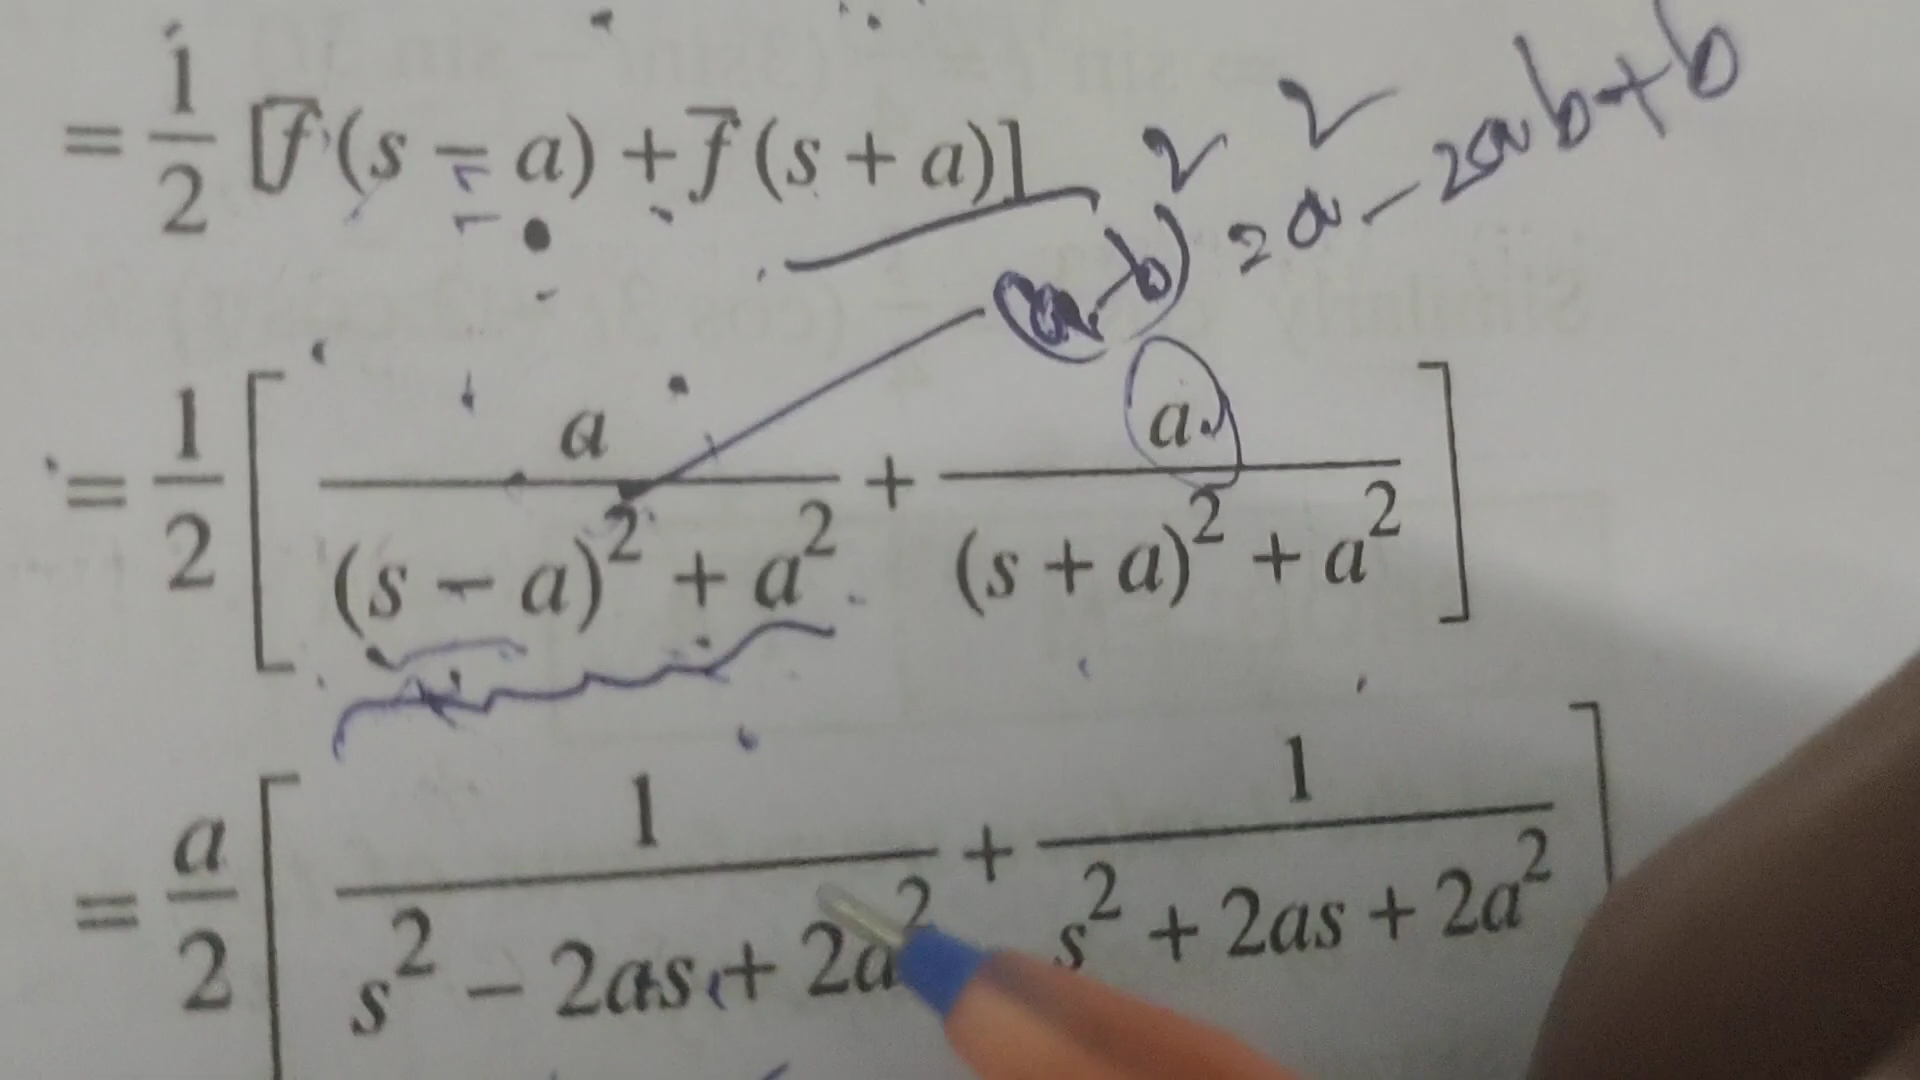 = 1/2 [f̅ (s − a) + f̅ (s + a)]
(a-b)² = a² - 2ab + b
= 1/2 [ a / ((s − a)² + a²) + a / ((s + a)² + a²) ]
= a/2 [ 1 / (s² − 2as + 2a²) + 1 / (s² + 2as + 2a²) ]